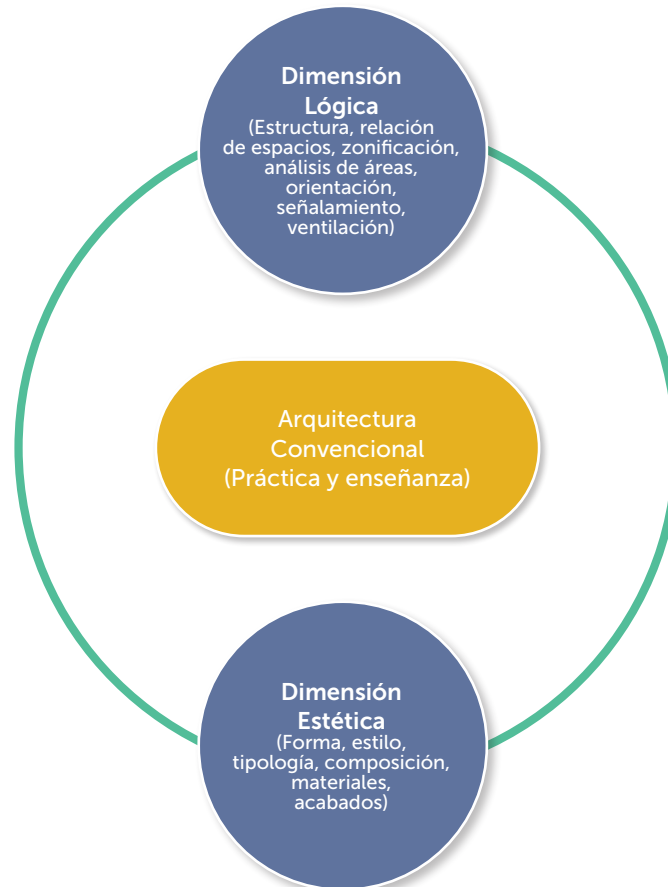 Dimensión
Lógica
(Estructura, relación
de espacios, zonificación,
análisis de áreas,
orientación,
señalamiento,
ventilación)
Arquitectura
Convencional
(Práctica y enseñanza)
Dimensión
Estética
(Forma, estilo,
tipología, composición,
materiales,
acabados)